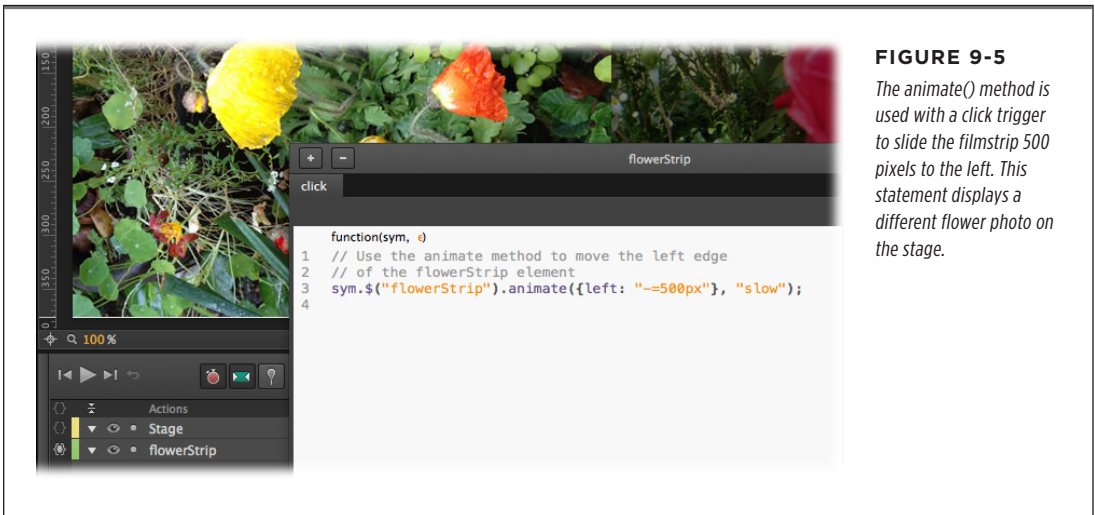 FIGURE 9-5
The animate() method is
used with a click trigger
to slide the filmstrip 500
pixels to the left. This
statement displays a
different flower photo on
the stage.
150
200
250
300
350
0
flowerStrip
click
function(sym, e)
1 // Use the animate method to move the left edge
2 // of the flowerStrip element
3 sym.$("flowerStrip").animate({left: "-=500px"}, "slow");
4
100%
Actions
Stage
flowerStrip